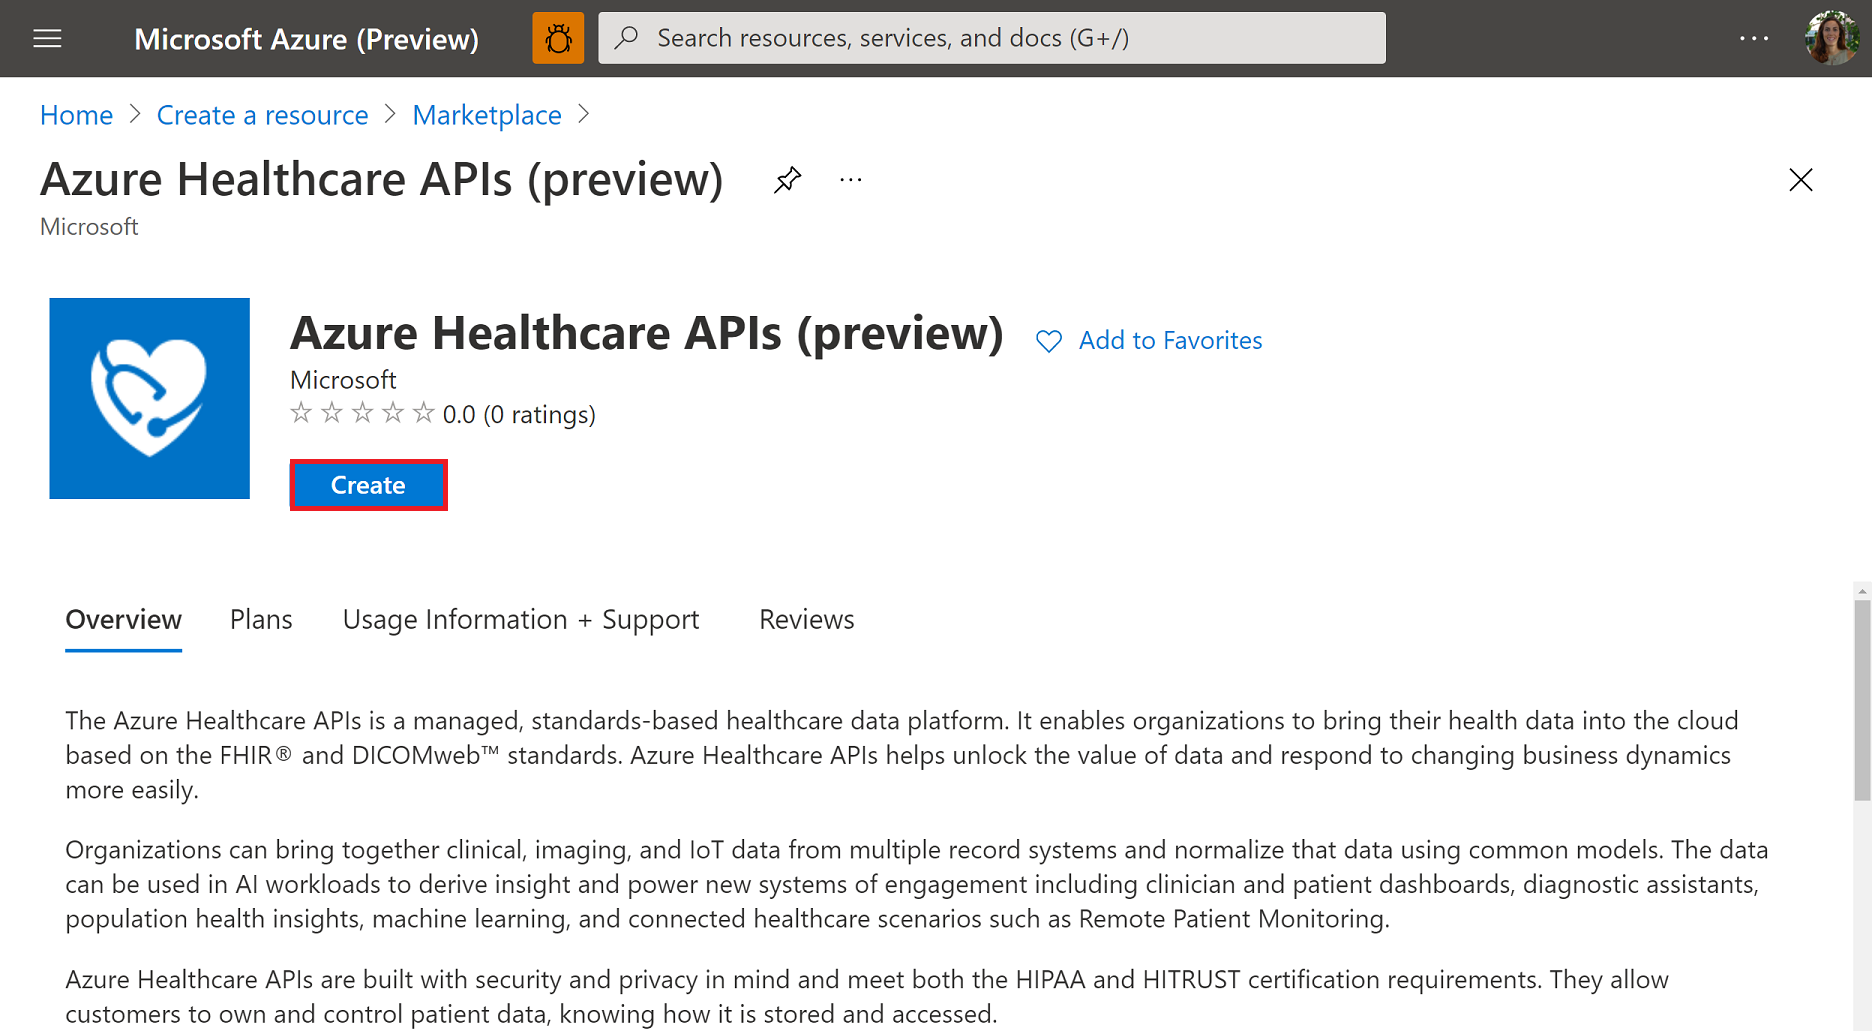 Microsoft Azure (Preview)
Search resources, services, and docs (G+/)
Home > Create a resource > Marketplace >
Azure Healthcare APIs (preview)
Microsoft
Azure Healthcare APIs (preview)
Add to Favorites
Microsoft
0.0 (0 ratings)
Create
Overview
Plans
Usage Information + Support
Reviews
The Azure Healthcare APIs is a managed, standards-based healthcare data platform. It enables organizations to bring their health data into the cloud
based on the FHIR® and DICOMweb™ standards. Azure Healthcare APIs helps unlock the value of data and respond to changing business dynamics
more easily.
Organizations can bring together clinical, imaging, and IoT data from multiple record systems and normalize that data using common models. The data
can be used in AI workloads to derive insight and power new systems of engagement including clinician and patient dashboards, diagnostic assistants,
population health insights, machine learning, and connected healthcare scenarios such as Remote Patient Monitoring.
Azure Healthcare APIs are built with security and privacy in mind and meet both the HIPAA and HITRUST certification requirements. They allow
customers to own and control patient data, knowing how it is stored and accessed.